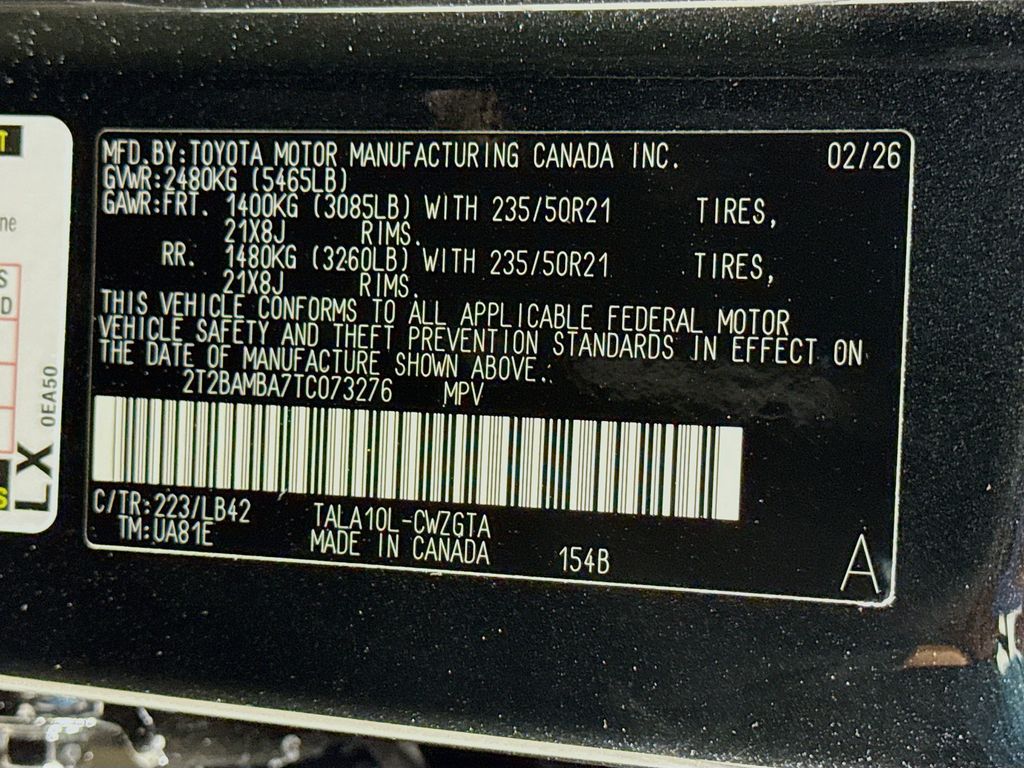 MFD.BY:TOYOTA MOTOR MANUFACTURING CANADA INC. 02/26
GVWR:2480KG (5465LB)
GAWR:FRT. 1400KG (3085LB) WITH 235/50R21 TIRES,
21X8J RIMS.
RR. 1480KG (3260LB) WITH 235/50R21 TIRES,
21X8J RIMS.
THIS VEHICLE CONFORMS TO ALL APPLICABLE FEDERAL MOTOR
VEHICLE SAFETY AND THEFT PREVENTION STANDARDS IN EFFECT ON
THE DATE OF MANUFACTURE SHOWN ABOVE.
2T2BAMBA7TC073276 MPV
C/TR:223/LB42 TALA10L-CWZGTA
TM:UA81E MADE IN CANADA 154B
A
T
ne
S
D
0EA50
LX
S